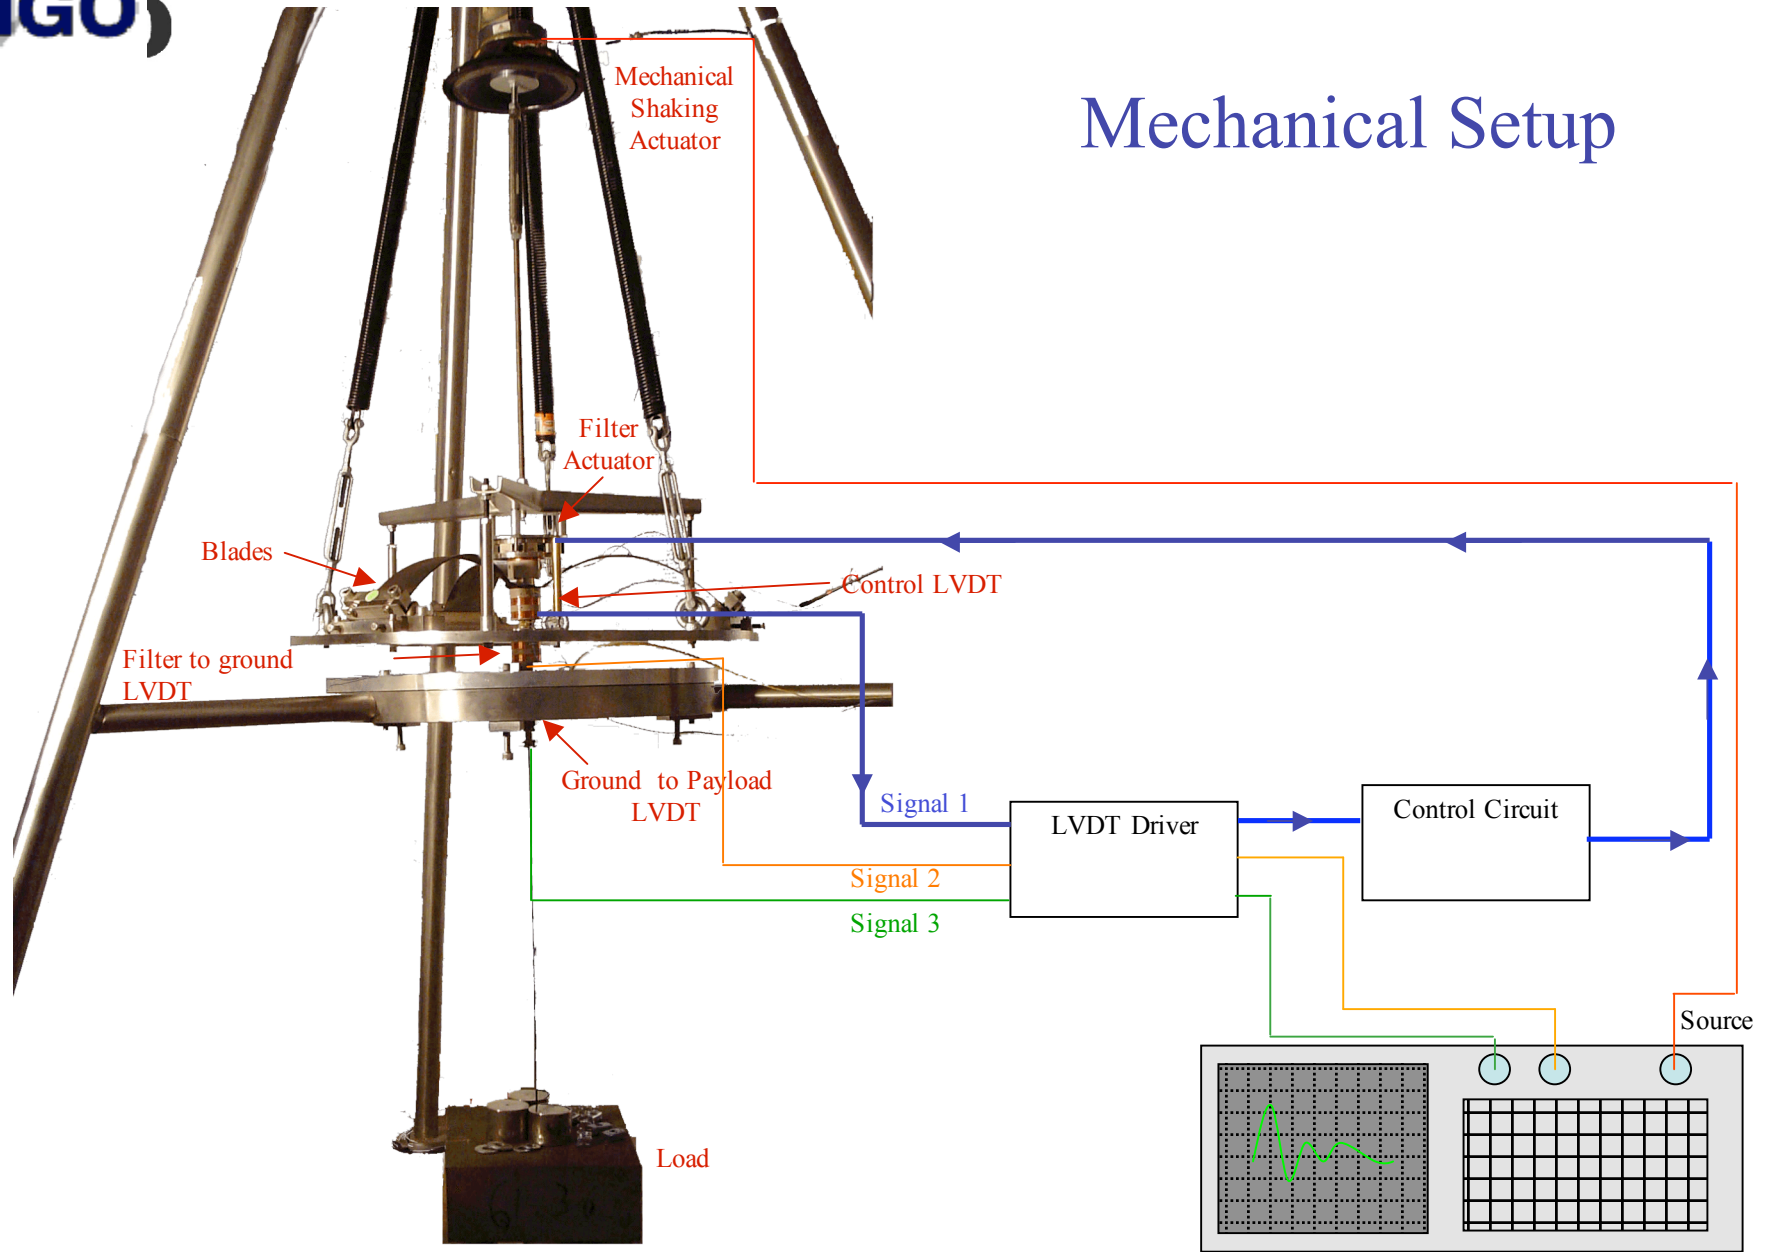 IGO)
Mechanical Setup
Mechanical
Shaking
Actuator
Filter
Actuator
Blades
Control LVDT
Filter to ground
LVDT
Ground to Payload
LVDT
Signal 1
Signal 2
Signal 3
LVDT Driver
Control Circuit
Source
Load